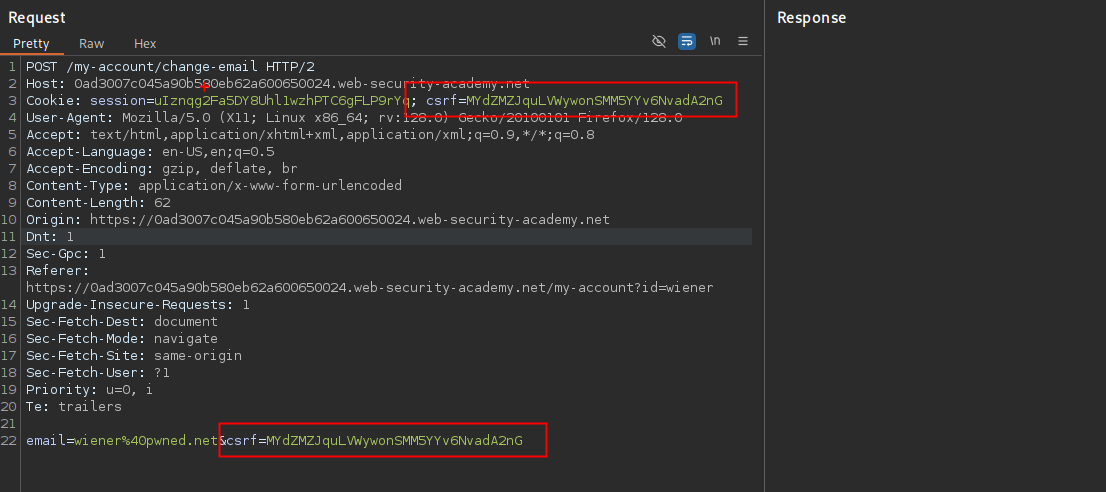 Request
Response
Pretty Raw Hex
\n
1 POST /my-account/change-email HTTP/2
2 Host: 0ad3007c045a90b580eb62a600650024.web-security-academy.net
3 Cookie: session=uIznqg2Fa5DY8Uhl1wzhPTC6gFLP9rYq; csrf=MYdZMZJquLVWywonSMM5YYv6NvadA2nG
4 User-Agent: Mozilla/5.0 (X11; Linux x86_64; rv:128.0) Gecko/20100101 Firefox/128.0
5 Accept: text/html,application/xhtml+xml,application/xml;q=0.9,*/*;q=0.8
6 Accept-Language: en-US,en;q=0.5
7 Accept-Encoding: gzip, deflate, br
8 Content-Type: application/x-www-form-urlencoded
9 Content-Length: 62
10 Origin: https://0ad3007c045a90b580eb62a600650024.web-security-academy.net
11 Dnt: 1
12 Sec-Gpc: 1
13 Referer:
https://0ad3007c045a90b580eb62a600650024.web-security-academy.net/my-account?id=wiener
14 Upgrade-Insecure-Requests: 1
15 Sec-Fetch-Dest: document
16 Sec-Fetch-Mode: navigate
17 Sec-Fetch-Site: same-origin
18 Sec-Fetch-User: ?1
19 Priority: u=0, i
20 Te: trailers
21
22 email=wiener%40pwned.net&csrf=MYdZMZJquLVWywonSMM5YYv6NvadA2nG